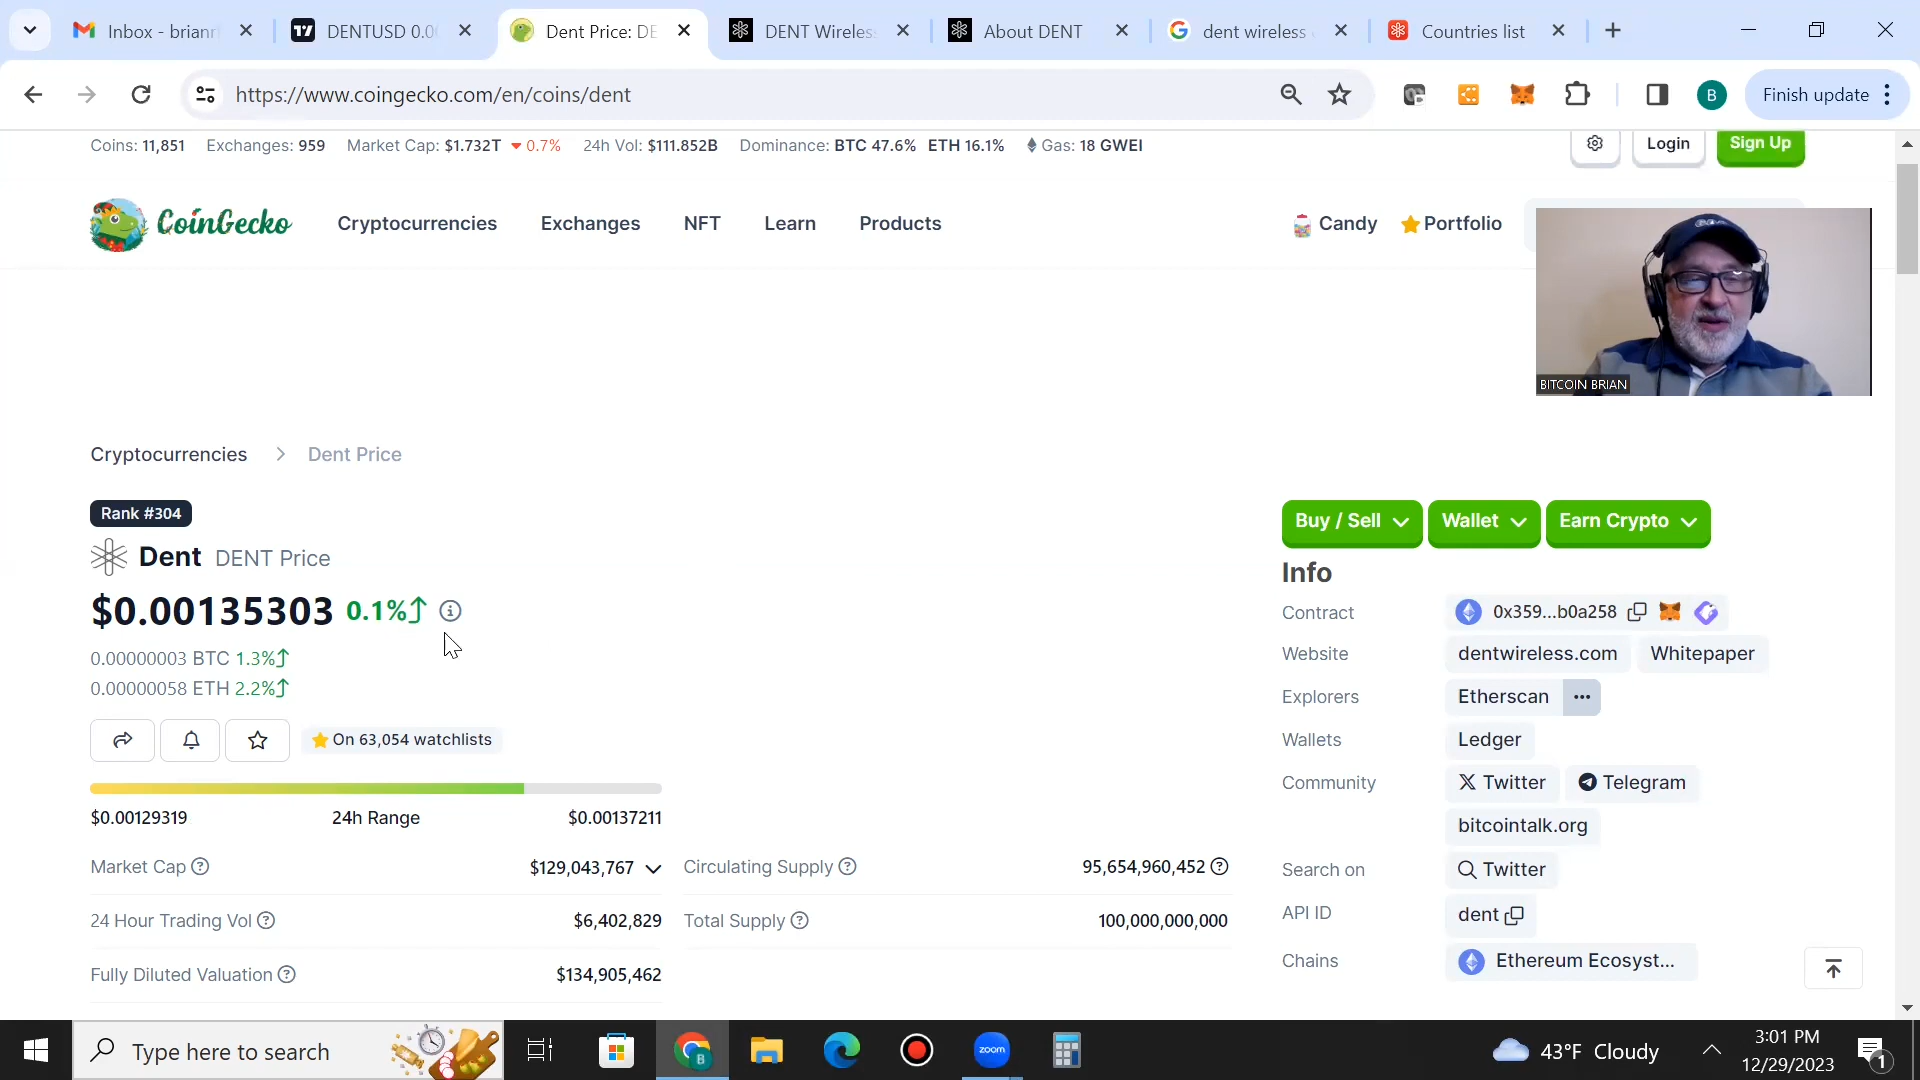 Inbox - brianr
DENTUSD 0.0
Dent Price: DE
DENT Wireles
About DENT
dent wireless
Countries list
https://www.coingecko.com/en/coins/dent
B
Finish update
Coins: 11,851 Exchanges: 959 Market Cap: $1.732T 0.7% 24h Vol: $111.852B Dominance: BTC 47.6% ETH 16.1% Gas: 18 GWEI
Login
Sign Up
CoinGecko
Cryptocurrencies
Exchanges
NFT
Learn
Products
Candy
Portfolio
BITCOIN BRIAN
Cryptocurrencies > Dent Price
Rank #304
Dent DENT Price
$0.00135303 0.1%
0.00000003 BTC 1.3%
0.00000058 ETH 2.2%
On 63,054 watchlists
$0.00129319 24h Range $0.00137211
Market Cap $129,043,767
Circulating Supply 95,654,960,452
24 Hour Trading Vol $6,402,829
Total Supply 100,000,000,000
Fully Diluted Valuation $134,905,462
Buy / Sell
Wallet
Earn Crypto
Info
Contract 0x359...b0a258
Website dentwireless.com Whitepaper
Explorers Etherscan ...
Wallets Ledger
Community Twitter Telegram
bitcointalk.org
Search on Twitter
API ID dent
Chains Ethereum Ecosyst...
Type here to search
B
zoom
43°F Cloudy
3:01 PM
12/29/2023
1